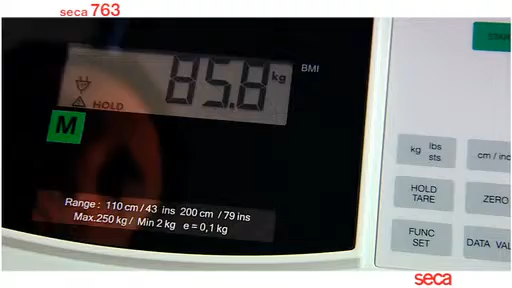 seca 763
85.8 kg
BMI
HOLD
M
Range : 110 cm / 43 ins 200 cm / 79 ins
Max.250 kg / Min 2 kg e = 0,1 kg
kg lbs sts
cm / inc
HOLD TARE
ZERO
FUNC SET
DATA VAL
seca